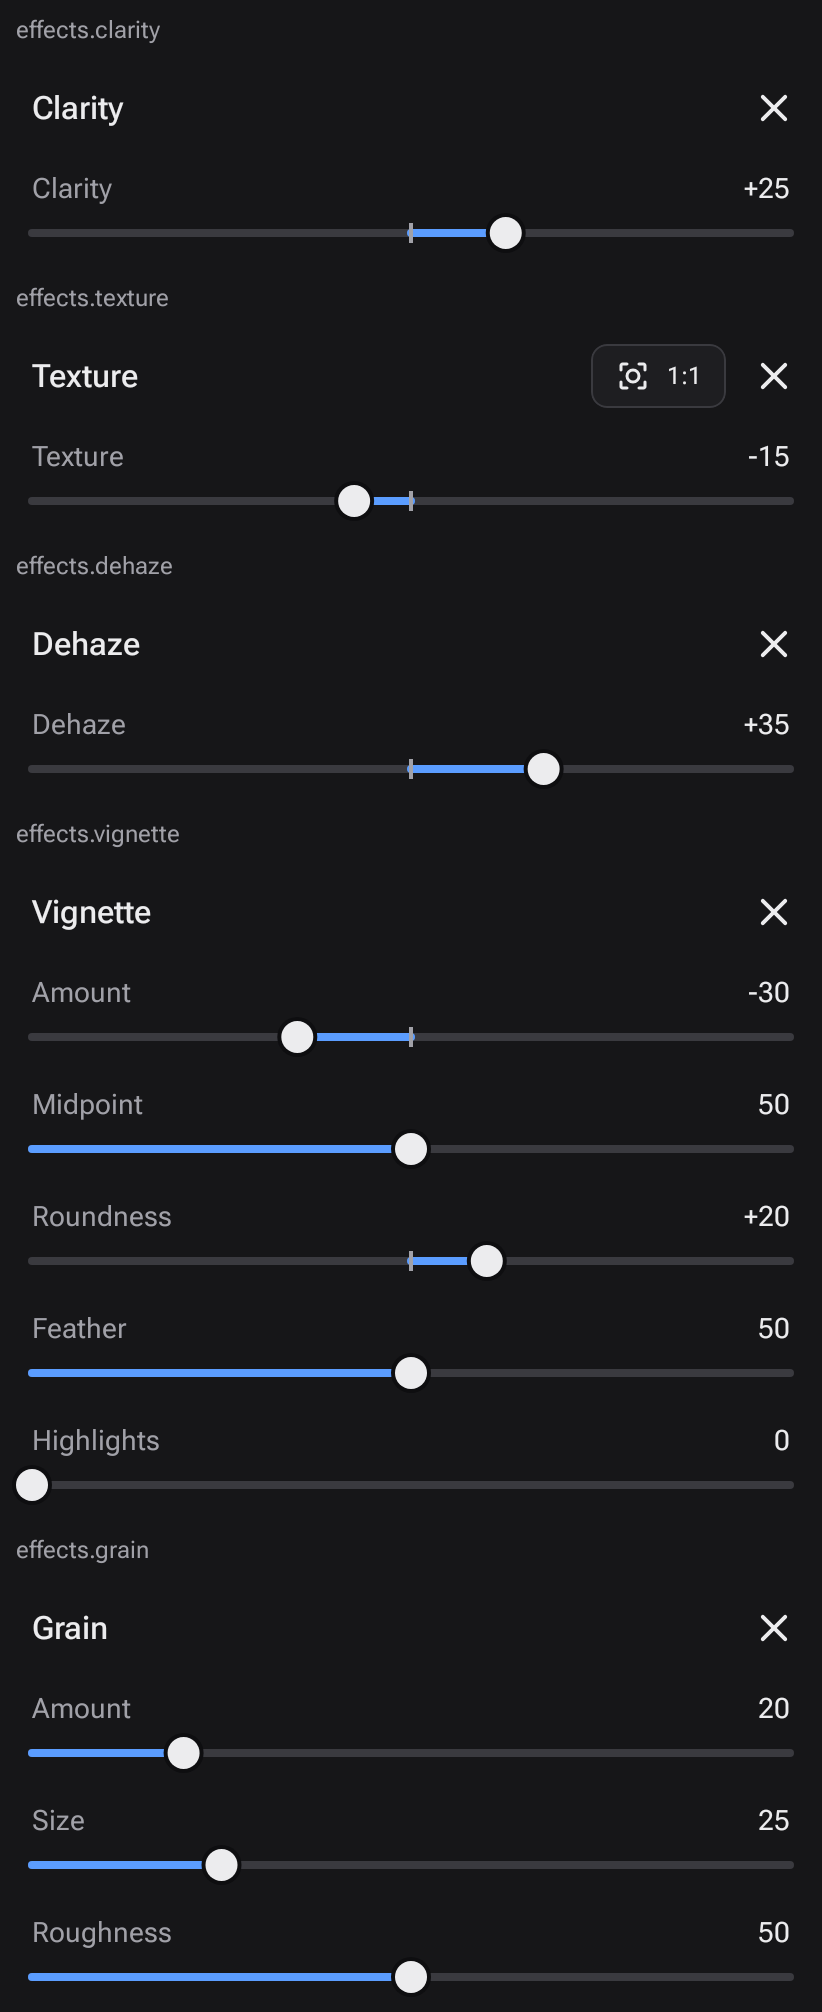 effects.clarity
Clarity
Clarity +25
effects.texture
Texture 1:1
Texture -15
effects.dehaze
Dehaze
Dehaze +35
effects.vignette
Vignette
Amount -30
Midpoint 50
Roundness +20
Feather 50
Highlights 0
effects.grain
Grain
Amount 20
Size 25
Roughness 50